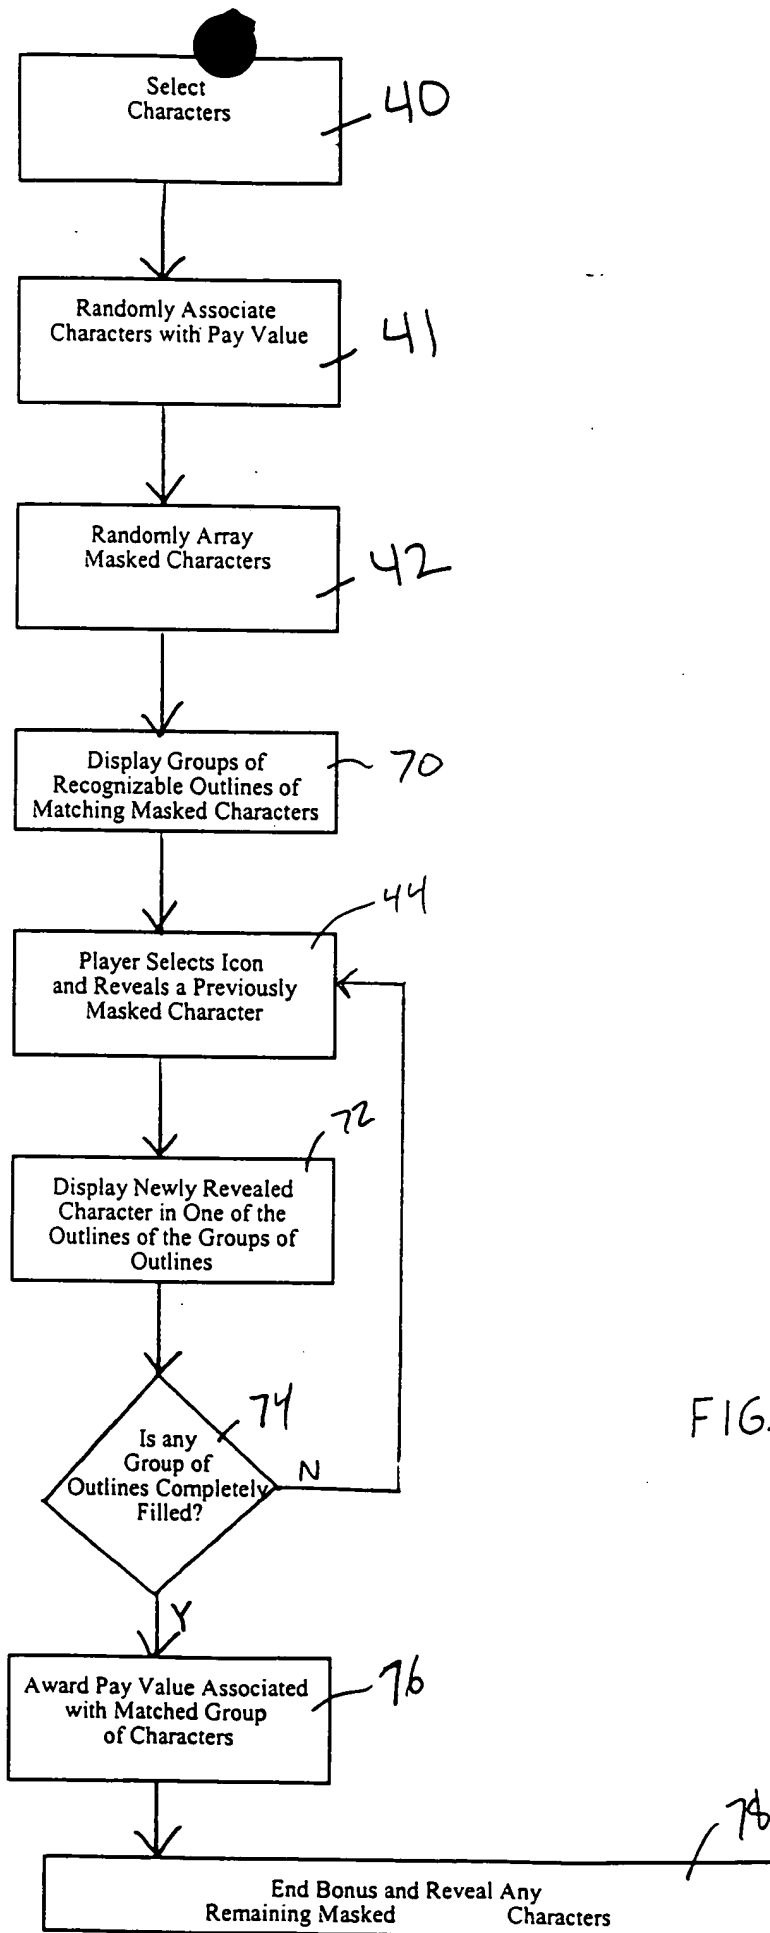 Select
Characters
40
Randomly Associate
Characters with Pay Value
41
Randomly Array
Masked Characters
42
Display Groups of
Recognizable Outlines of
Matching Masked Characters
70
44
Player Selects Icon
and Reveals a Previously
Masked Character
72
Display Newly Revealed
Character in One of the
Outlines of the Groups of
Outlines
74
Is any
Group of
Outlines Completely
Filled?
N
FIG.
Y
Award Pay Value Associated
with Matched Group
of Characters
76
78
End Bonus and Reveal Any
Remaining Masked Characters